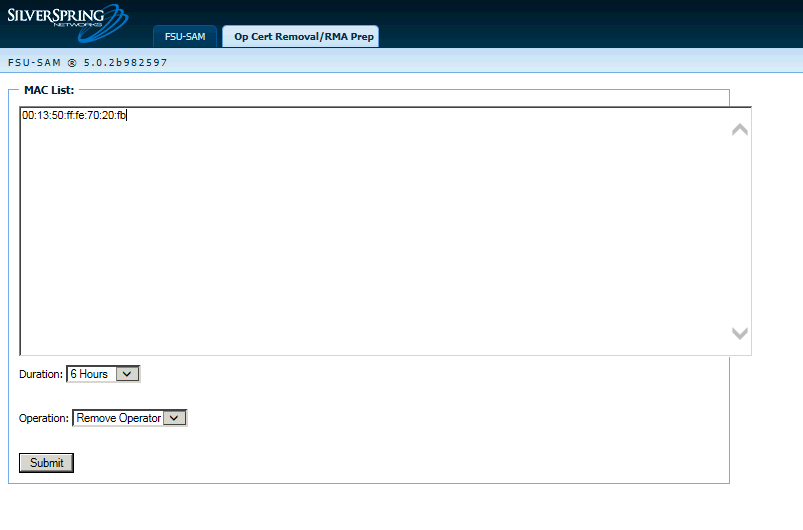 SILVERSPRING
NETWORKS
FSU-SAM
Op Cert Removal/RMA Prep
FSU-SAM @ 5.0.2b982597
MAC List:
00:13:50:ff:fe:70:20:fb
Duration: 6 Hours
Operation: Remove Operator
Submit